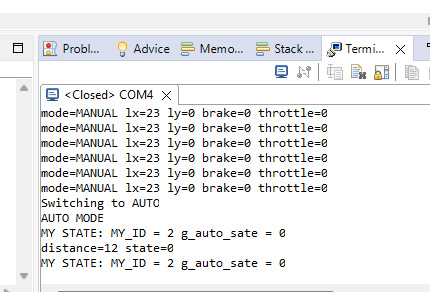 Probl... Advice Memo... Stack ... Termi...
<Closed> COM4
mode=MANUAL lx=23 ly=0 brake=0 throttle=0
mode=MANUAL lx=23 ly=0 brake=0 throttle=0
mode=MANUAL lx=23 ly=0 brake=0 throttle=0
mode=MANUAL lx=23 ly=0 brake=0 throttle=0
mode=MANUAL lx=23 ly=0 brake=0 throttle=0
mode=MANUAL lx=23 ly=0 brake=0 throttle=0
Switching to AUTO
AUTO MODE
MY STATE: MY_ID = 2 g_auto_sate = 0
distance=12 state=0
MY STATE: MY_ID = 2 g_auto_sate = 0